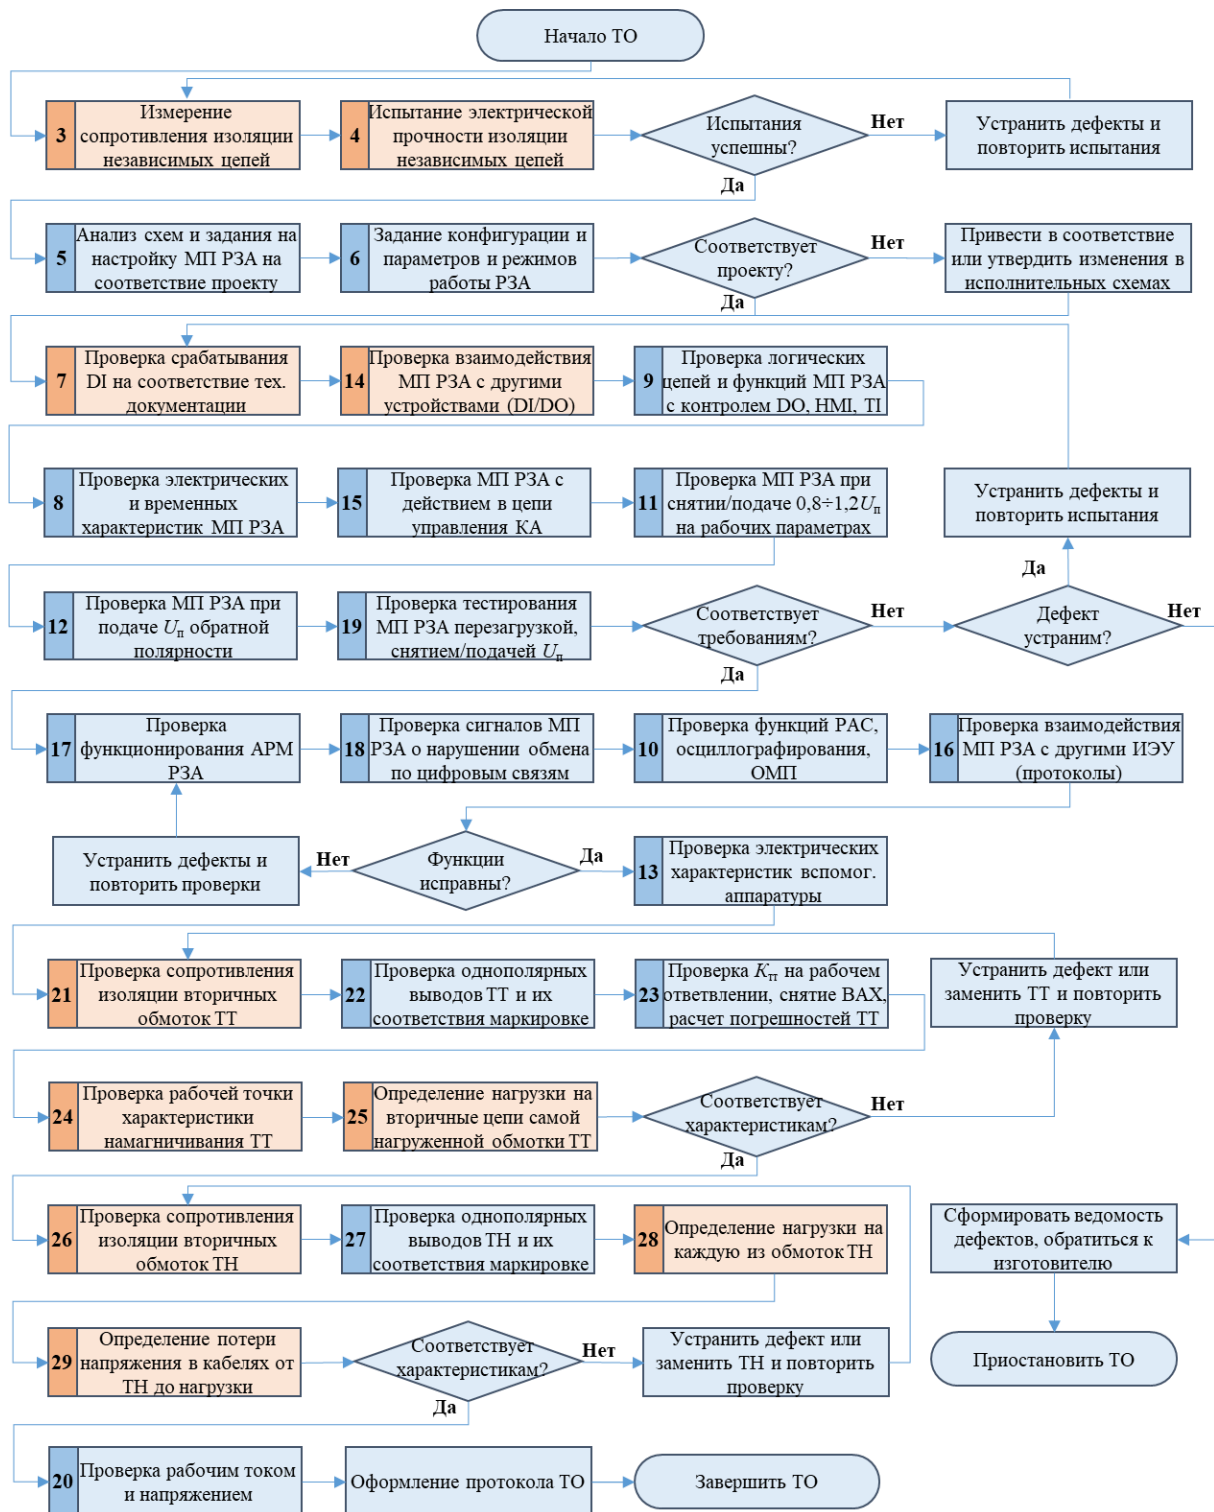 Начало ТО
3
Измерение
сопротивления изоляции
независимых цепей
4
Испытание электрической
прочности изоляции
независимых цепей
Испытания
успешны?
Нет
Устранить дефекты и
повторить испытания
Да
5
Анализ схем и задания на
настройку МП РЗА на
соответствие проекту
6
Задание конфигурации и
параметров и режимов
работы РЗА
Соответствует
проекту?
Нет
Привести в соответствие
или утвердить изменения в
исполнительных схемах
Да
7
Проверка срабатывания
DI на соответствие тех.
документации
14
Проверка взаимодействия
МП РЗА с другими
устройствами (DI/DO)
9
Проверка логических
цепей и функций МП РЗА
с контролем DO, HMI, TI
8
Проверка электрических
и временных
характеристик МП РЗА
15
Проверка МП РЗА с
действием в цепи
управления КА
11
Проверка МП РЗА при
снятии/подаче 0,8÷1,2Uп
на рабочих параметрах
Устранить дефекты и
повторить испытания
Да
12
Проверка МП РЗА при
подаче Uп обратной
полярности
19
Проверка тестирования
МП РЗА перезагрузкой,
снятием/подачей Uп
Соответствует
требованиям?
Нет
Дефект
устраним?
Нет
Да
17
Проверка
функционирования АРМ
РЗА
18
Проверка сигналов МП
РЗА о нарушении обмена
по цифровым связям
10
Проверка функций РАС,
осциллографирования,
ОМП
16
Проверка взаимодействия
МП РЗА с другими ИЭУ
(протоколы)
Устранить дефекты и
повторить проверки
Нет
Функции
исправны?
Да
13
Проверка электрических
характеристик вспомог.
аппаратуры
21
Проверка сопротивления
изоляции вторичных
обмоток ТТ
22
Проверка однополярных
выводов ТТ и их
соответствия маркировке
23
Проверка Kтт на рабочем
ответвлении, снятие ВАХ,
расчет погрешностей ТТ
Устранить дефект или
заменить ТТ и повторить
проверку
24
Проверка рабочей точки
характеристики
намагничивания ТТ
25
Определение нагрузки на
вторичные цепи самой
нагруженной обмотки ТТ
Соответствует
характеристикам?
Нет
Да
26
Проверка сопротивления
изоляции вторичных
обмоток ТН
27
Проверка однополярных
выводов ТН и их
соответствия маркировке
28
Определение нагрузки на
каждую из обмоток ТН
Сформировать ведомость
дефектов, обратиться к
изготовителю
29
Определение потери
напряжения в кабелях от
ТН до нагрузки
Соответствует
характеристикам?
Нет
Устранить дефект или
заменить ТН и повторить
проверку
Приостановить ТО
Да
20
Проверка рабочим током
и напряжением
Оформление протокола ТО
Завершить ТО